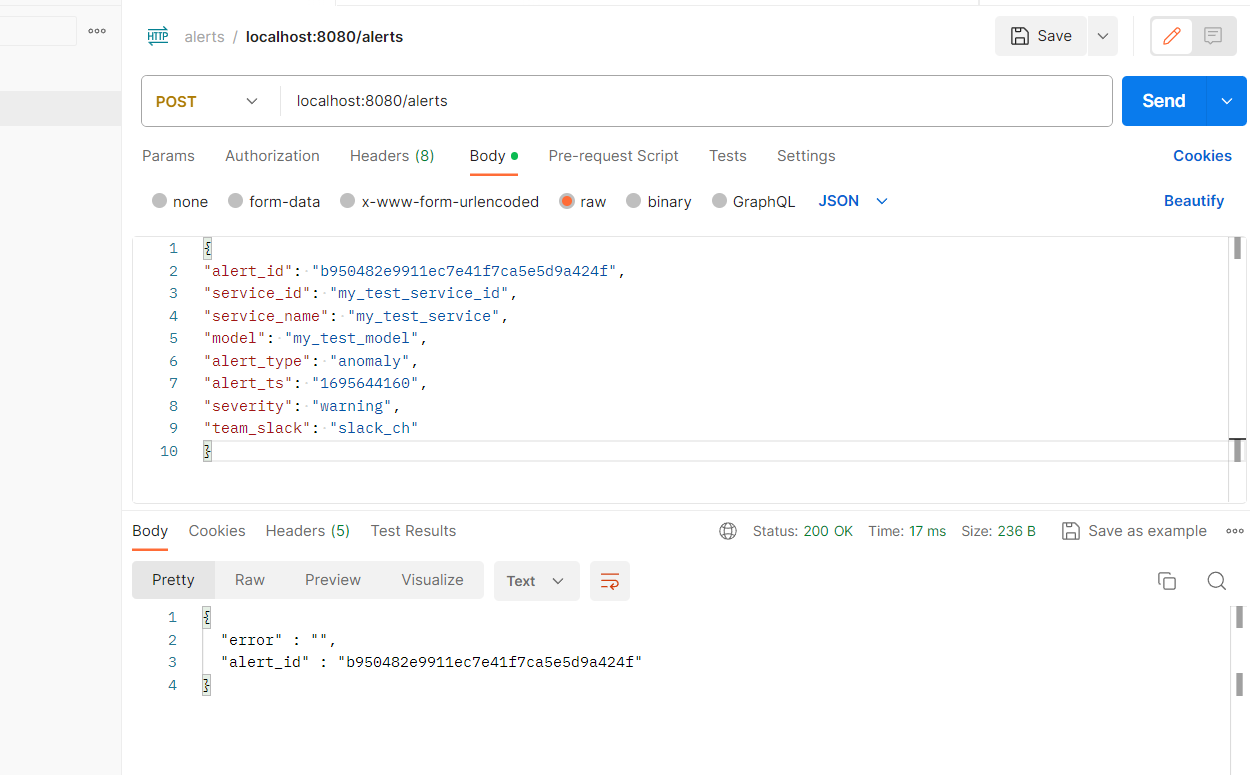 HTTP alerts / localhost:8080/alerts Save
POST localhost:8080/alerts Send
Params Authorization Headers (8) Body Pre-request Script Tests Settings Cookies
none form-data x-www-form-urlencoded raw binary GraphQL JSON Beautify
1 {
2 "alert_id": "b950482e9911ec7e41f7ca5e5d9a424f",
3 "service_id": "my_test_service_id",
4 "service_name": "my_test_service",
5 "model": "my_test_model",
6 "alert_type": "anomaly",
7 "alert_ts": "1695644160",
8 "severity": "warning",
9 "team_slack": "slack_ch"
10 }
Body Cookies Headers (5) Test Results Status: 200 OK Time: 17 ms Size: 236 B Save as example
Pretty Raw Preview Visualize Text
1 {
2 "error" : "",
3 "alert_id" : "b950482e9911ec7e41f7ca5e5d9a424f"
4 }